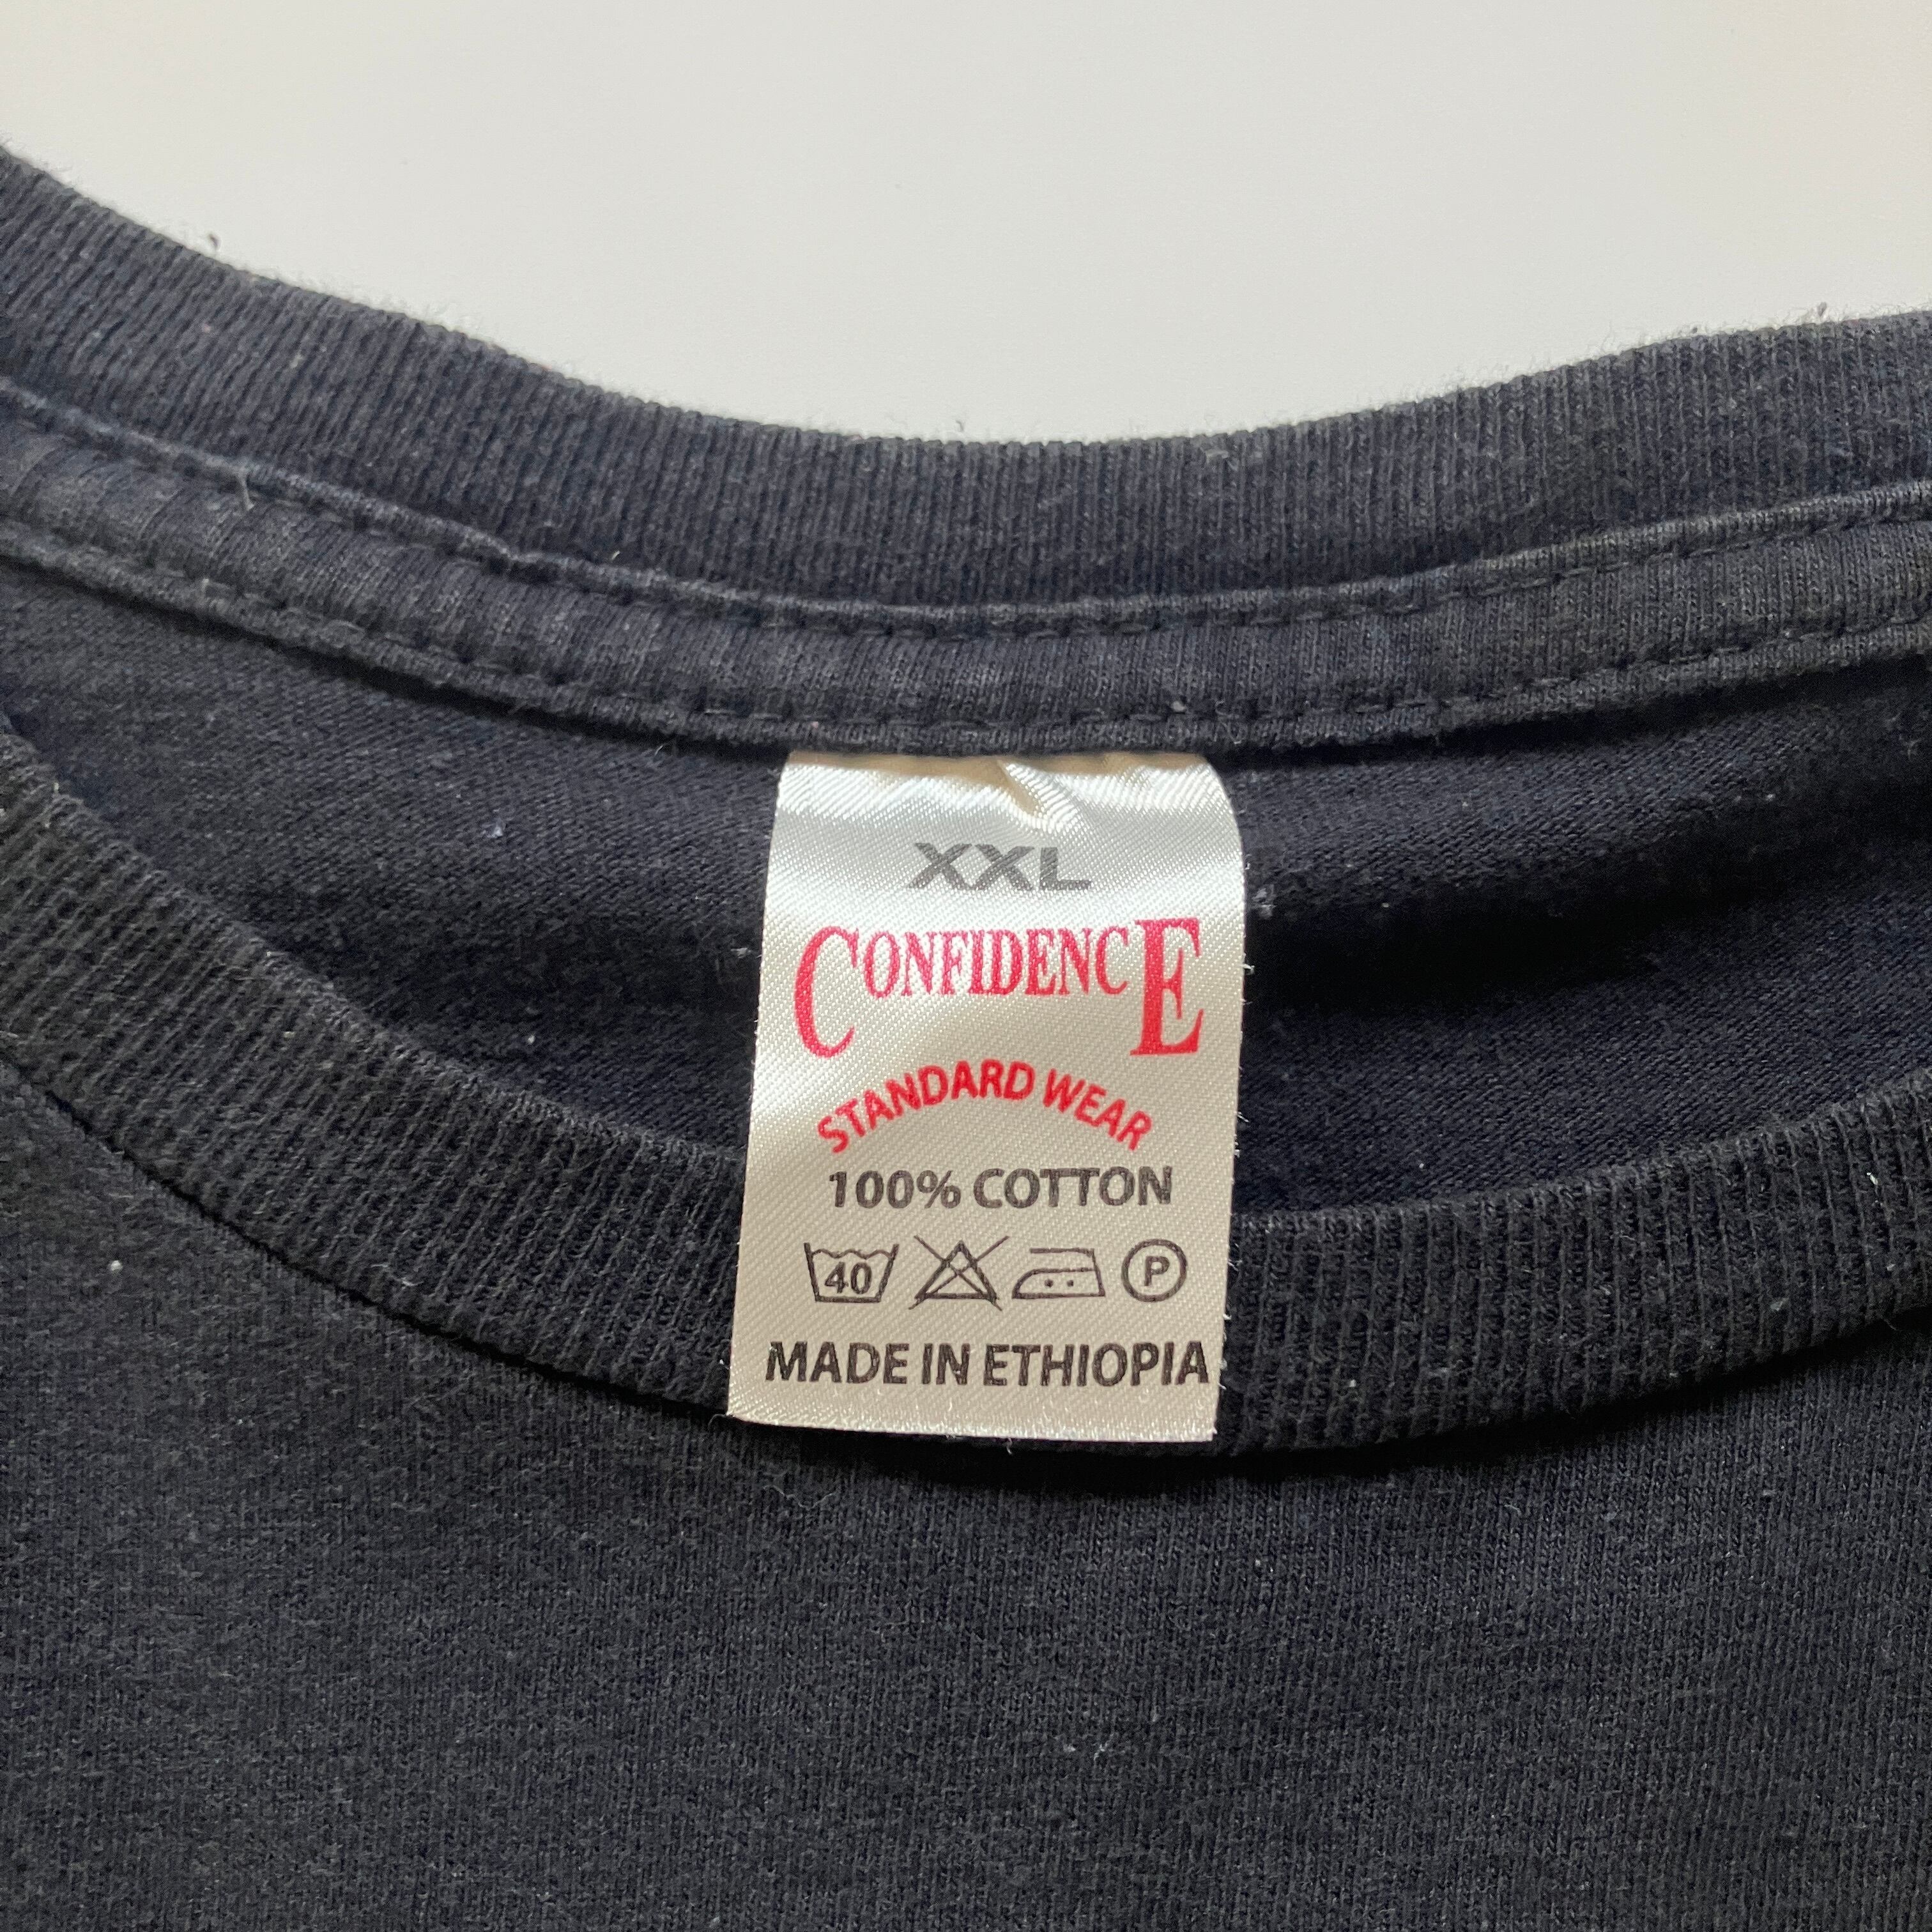 XXL
CONFIDENCE
STANDARD WEAR
100% COTTON
40 P
MADE IN ETHIOPIA